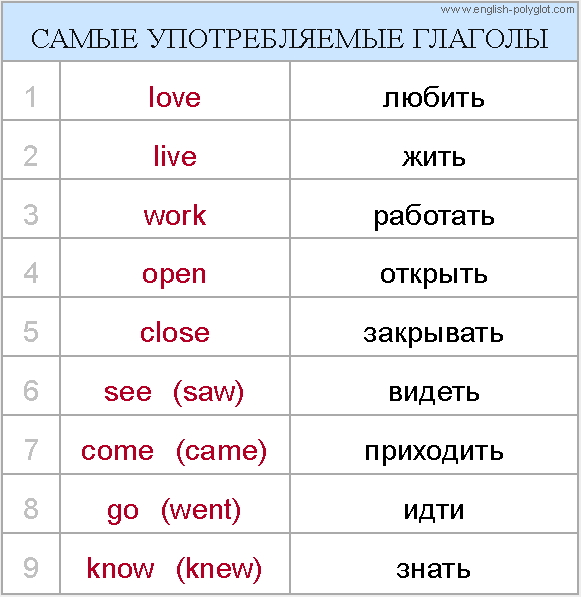 www.english-polyglot.com
САМЫЕ УПОТРЕБЛЯЕМЫЕ ГЛАГОЛЫ
1 love любить
2 live жить
3 work работать
4 open открыть
5 close закрывать
6 see (saw) видеть
7 come (came) приходить
8 go (went) идти
9 know (knew) знать